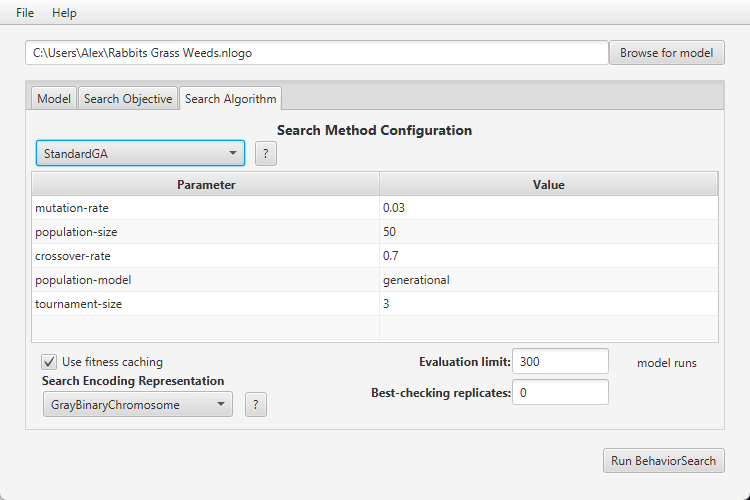 File Help
C:\Users\Alex\Rabbits Grass Weeds.nlogo Browse for model
Model Search Objective Search Algorithm
Search Method Configuration
StandardGA ?
Parameter Value
mutation-rate 0.03
population-size 50
crossover-rate 0.7
population-model generational
tournament-size 3
Use fitness caching Evaluation limit: 300 model runs
Search Encoding Representation
Best-checking replicates: 0
GrayBinaryChromosome ?
Run BehaviorSearch